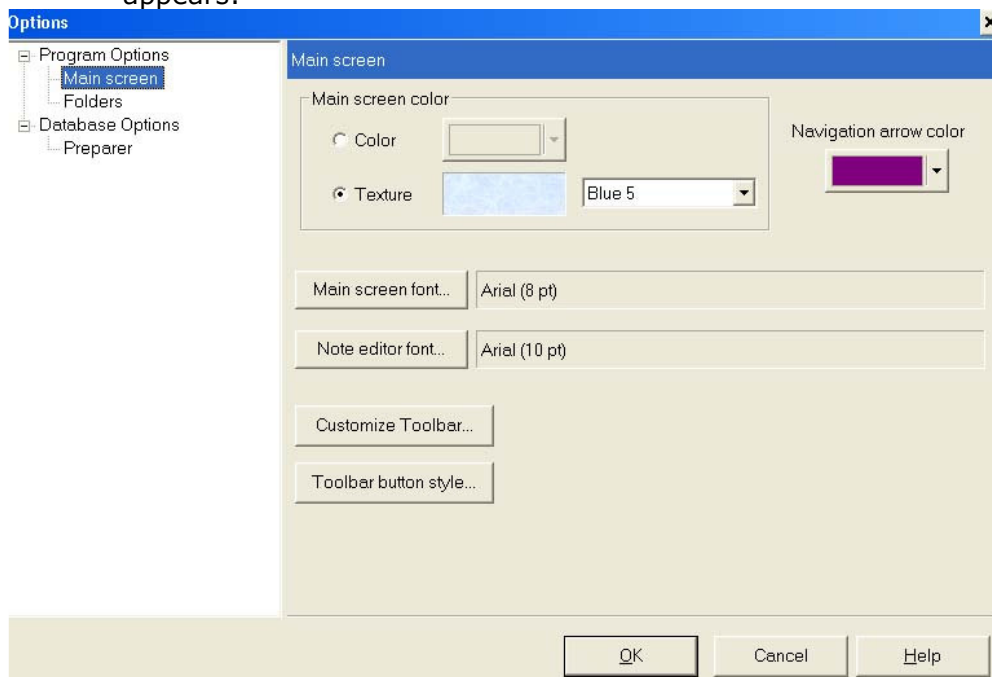 appears:
Options
Program Options
Main screen
Folders
Database Options
Preparer
Main screen
Main screen color
Color
Texture
Blue 5
Navigation arrow color
Main screen font...
Arial (8 pt)
Note editor font...
Arial (10 pt)
Customize Toolbar...
Toolbar button style...
OK
Cancel
Help